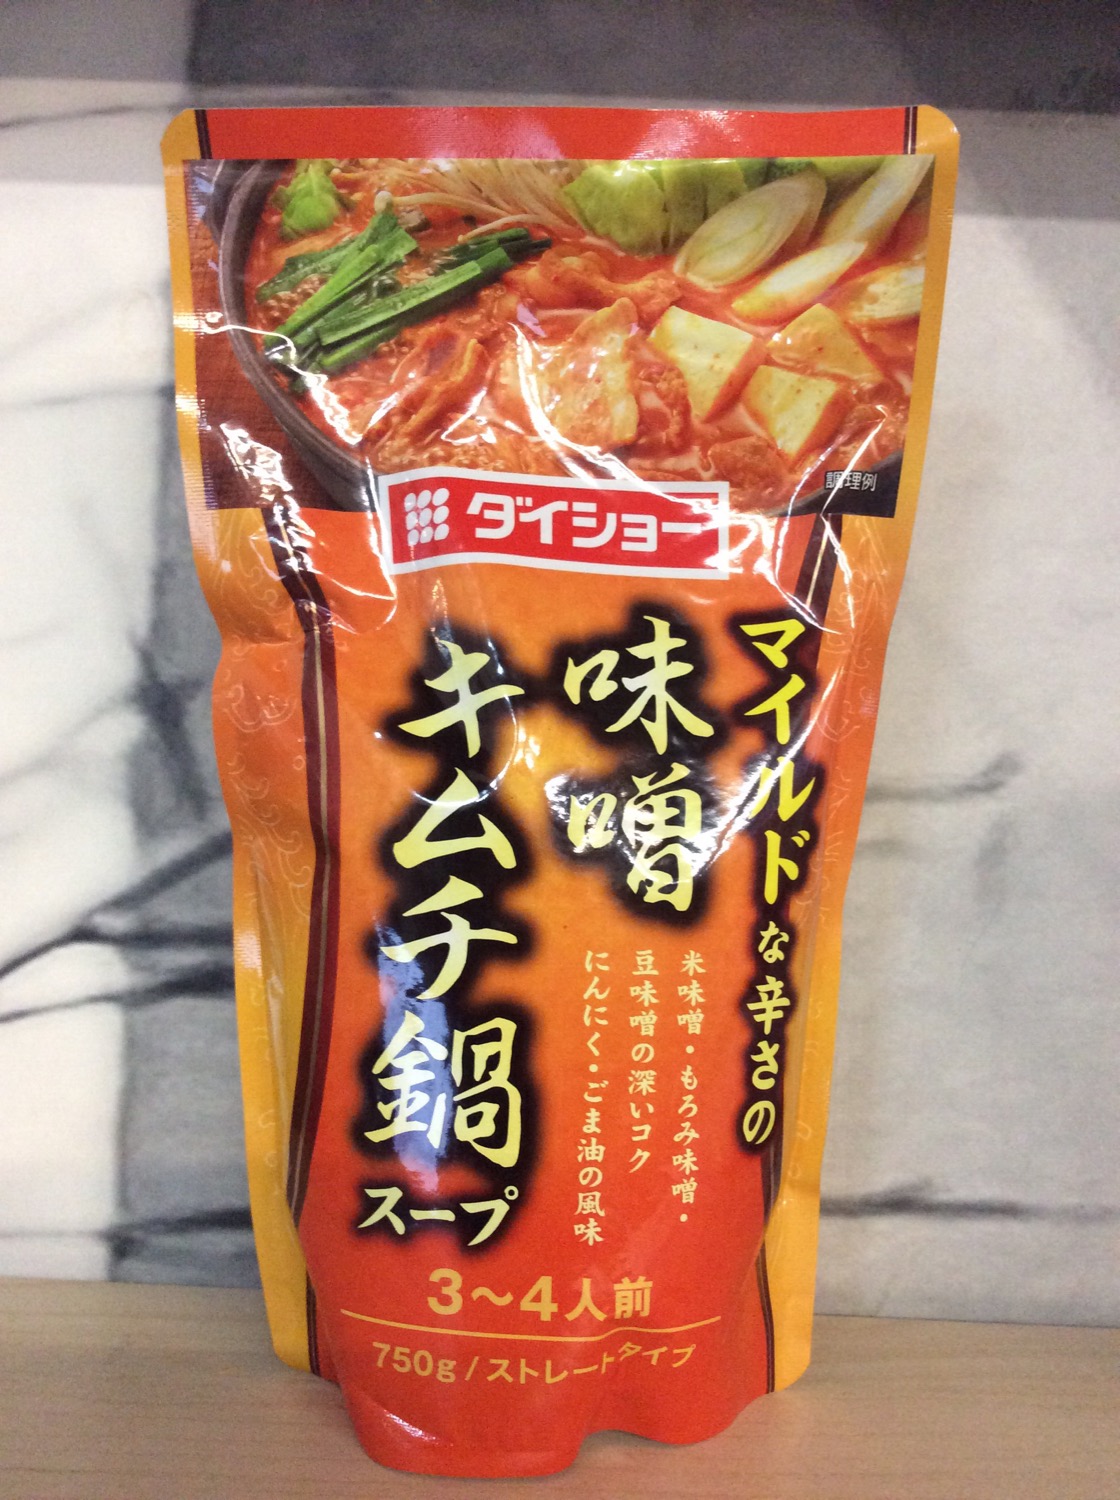 調理例
ダイショー
マイルドな辛さの
味噌
キムチ鍋
スープ
米味噌・もろみ味噌・
豆味噌の深いコク
にんにく・ごま油の風味
3〜4人前
750g/ストレートタイプ